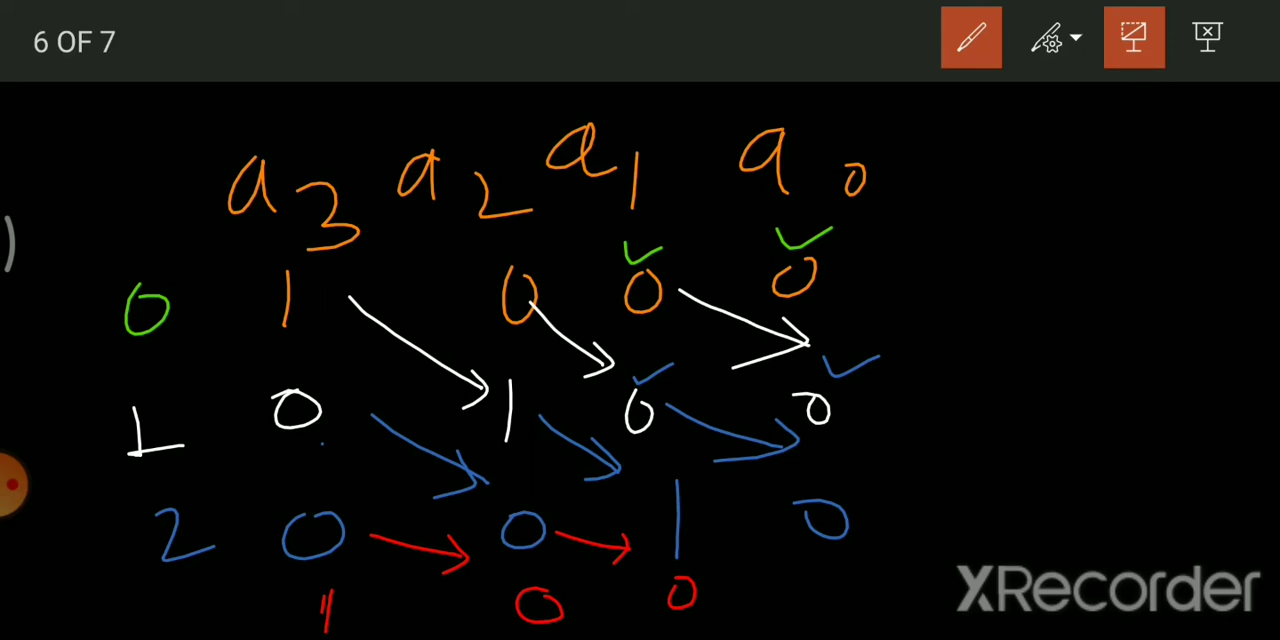 6 OF 7
a3 a2 a1 a0
)
0 1 0 0 0
1 0 1 0 0
2 0 0 1 0
1 0 0
XRecorder